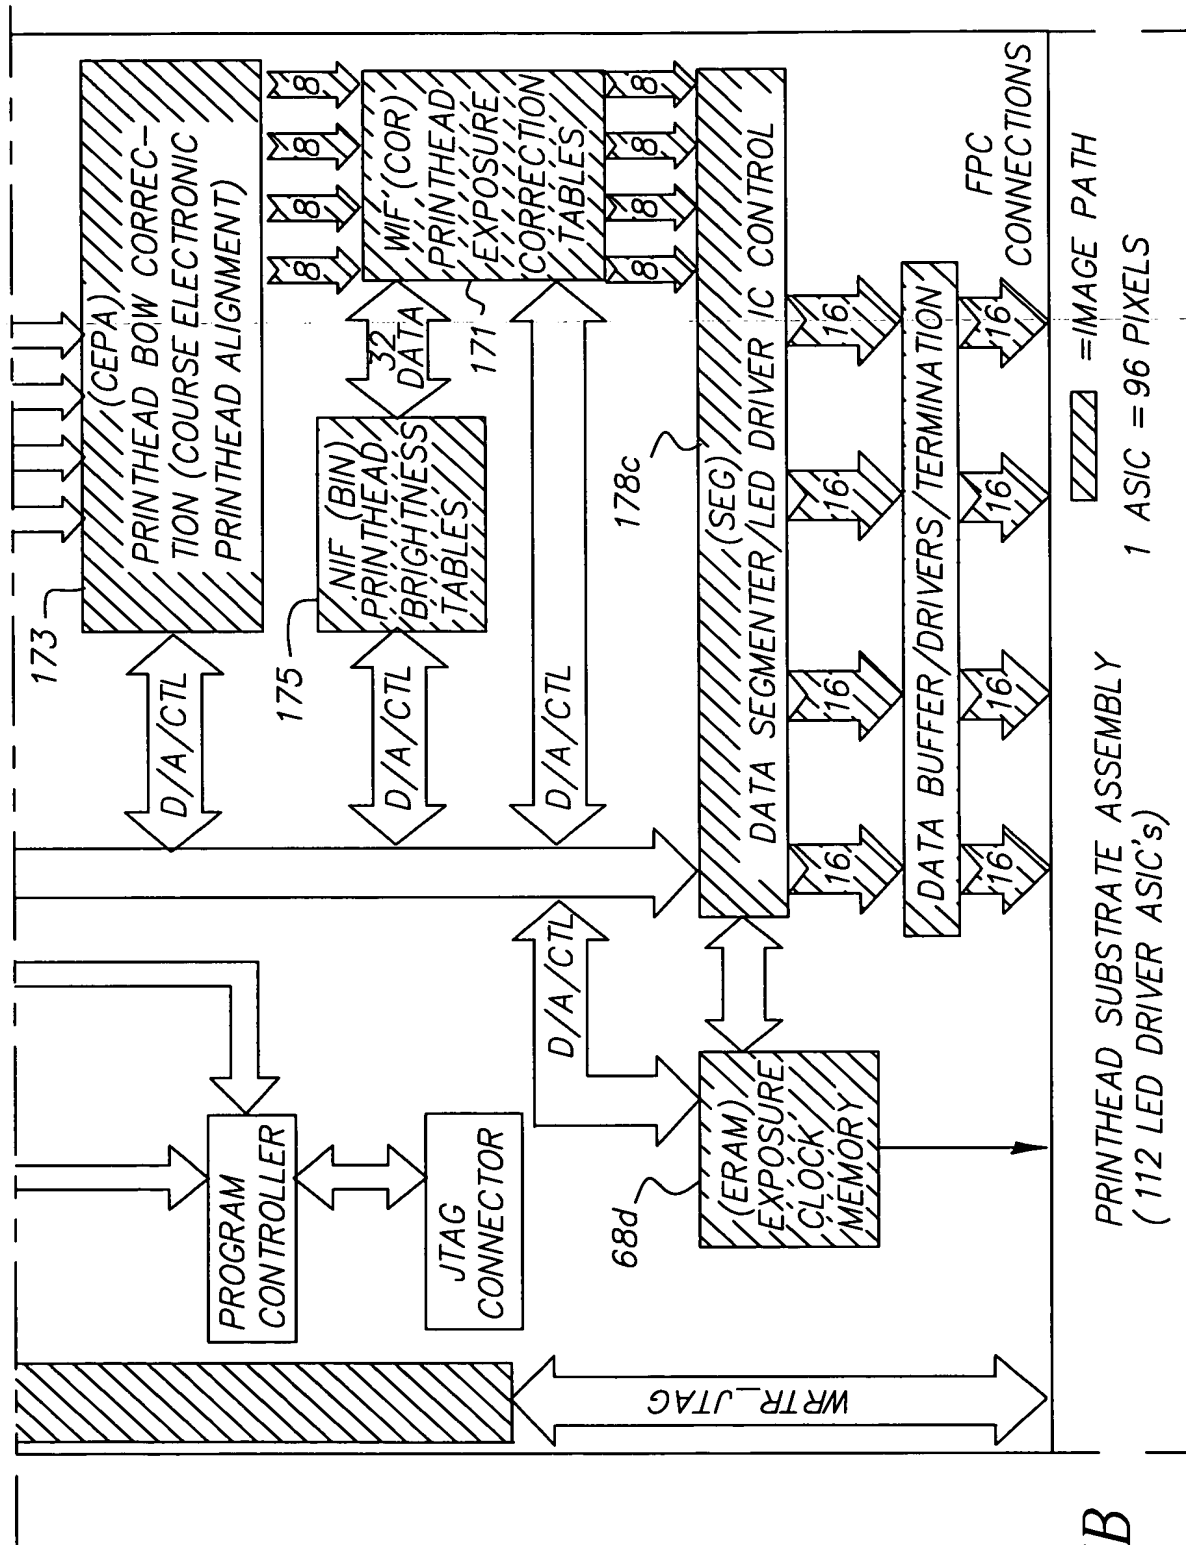 173
(CEPA)
PRINTHEAD BOW CORREC-
TION (COURSE ELECTRONIC
PRINTHEAD ALIGNMENT)
D/A/CTL
8
8
8
8
175
NIF (BIN)
PRINTHEAD
BRIGHTNESS
TABLES
D/A/CTL
32
DATA
WIF (COR)
PRINTHEAD
EXPOSURE
CORRECTION
TABLES
171
D/A/CTL
8
8
8
8
PROGRAM
CONTROLLER
JTAG
CONNECTOR
D/A/CTL
68d
(ERAM)
EXPOSURE
CLOCK
MEMORY
178c
(SEG)
DATA SEGMENTER/LED DRIVER IC CONTROL
16
16
16
16
DATA BUFFER/DRIVERS/TERMINATION
16
16
16
16
FPC
CONNECTIONS
WRTR_JTAG
PRINTHEAD SUBSTRATE ASSEMBLY
(112 LED DRIVER ASIC's)
=IMAGE PATH
1 ASIC = 96 PIXELS
B